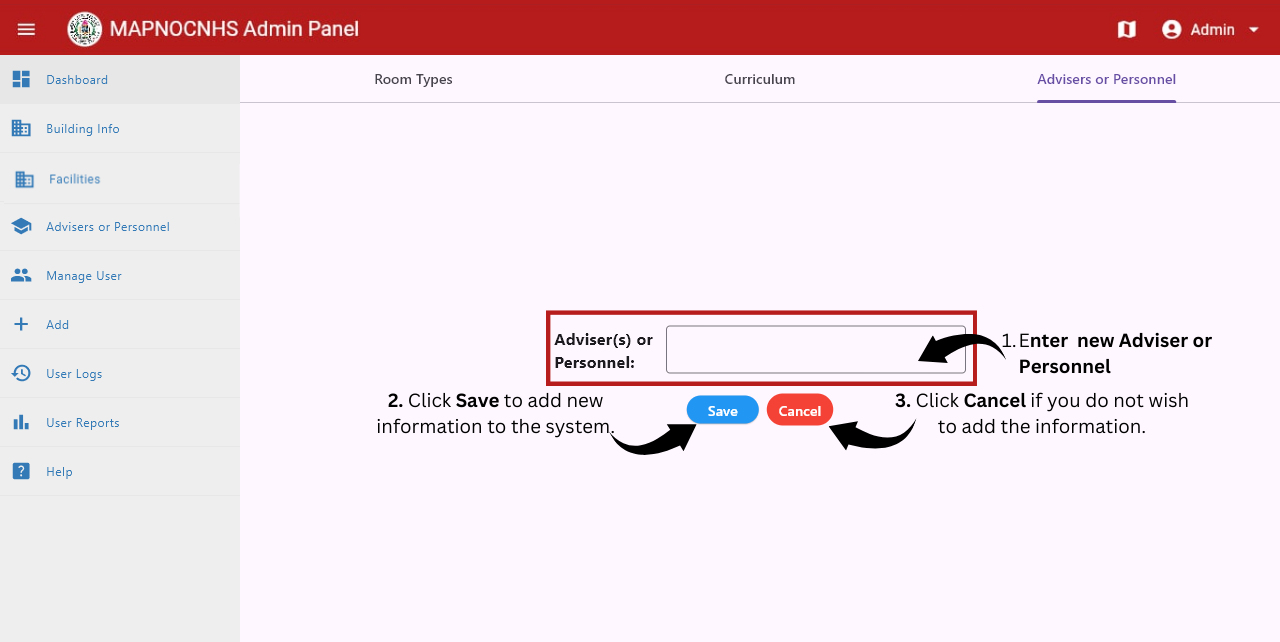 MAPNOCNHS Admin Panel
Admin
Dashboard
Building Info
Facilities
Advisers or Personnel
Manage User
Add
User Logs
User Reports
Help
Room Types
Curriculum
Advisers or Personnel
Adviser(s) or
Personnel:
1. Enter new Adviser or
Personnel
2. Click Save to add new
information to the system.
Save
Cancel
3. Click Cancel if you do not wish
to add the information.